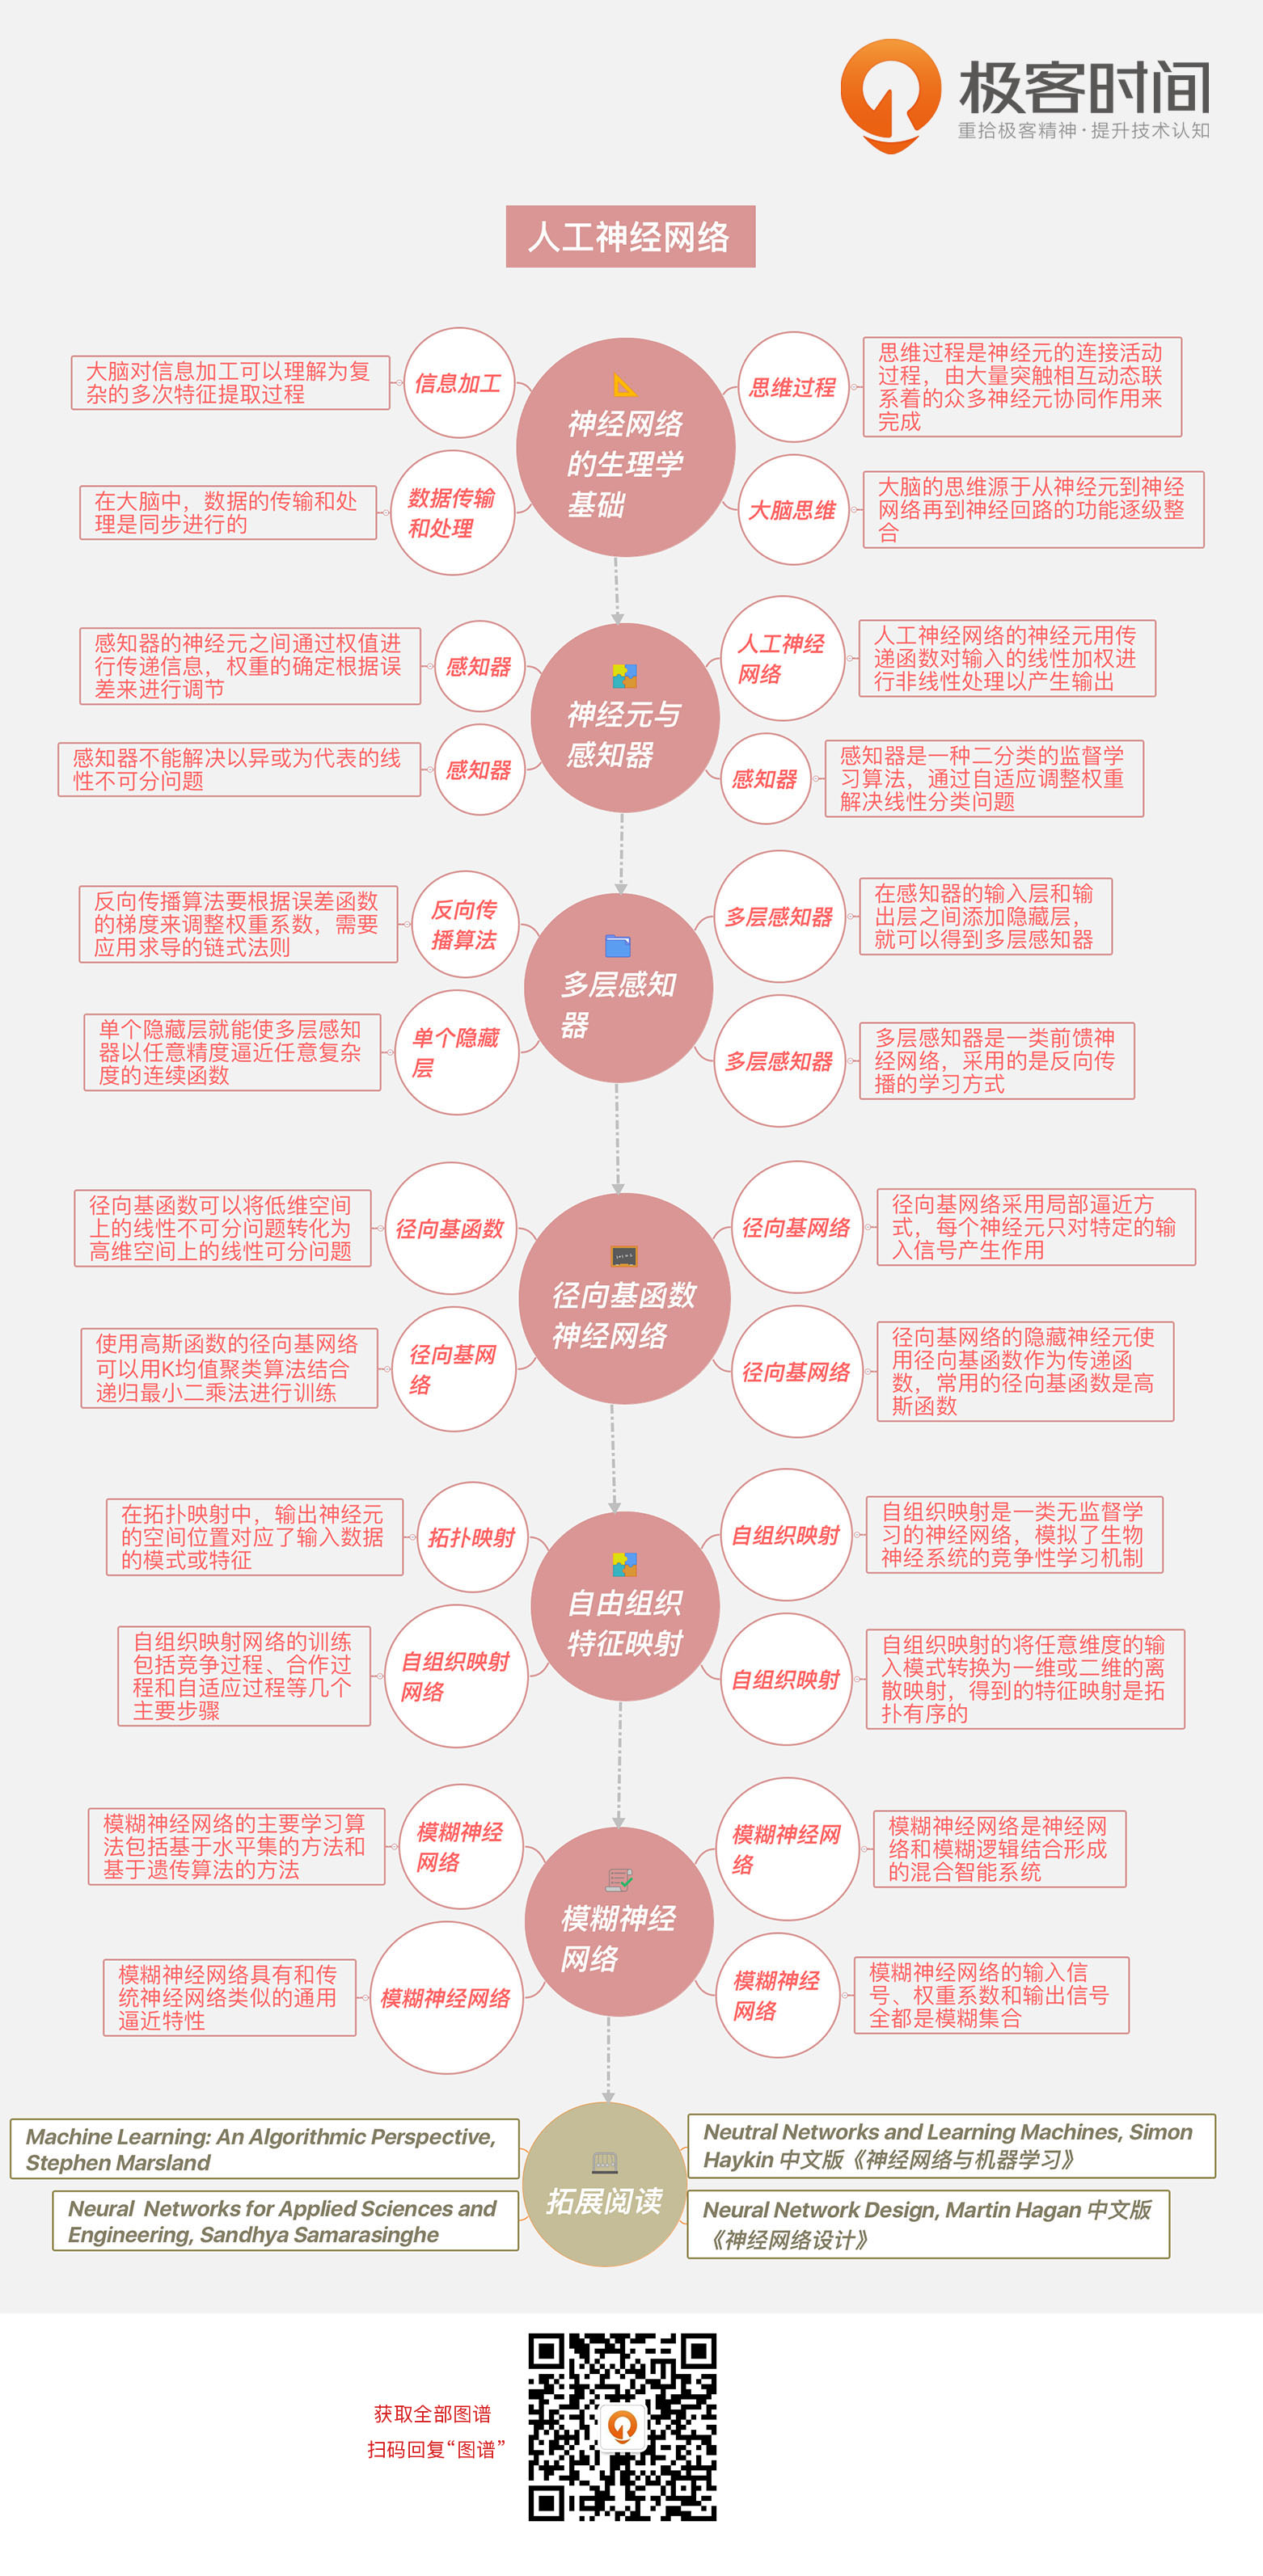 极客时间
重拾极客精神·提升技术认知
人工神经网络
神经网络
的生理学
基础
信息加工
大脑对信息加工可以理解为复
杂的多次特征提取过程
思维过程
思维过程是神经元的连接活动
过程，由大量突触相互动态联
系着的众多神经元协同作用来
完成
数据传输
和处理
在大脑中，数据的传输和处
理是同步进行的
大脑思维
大脑的思维源于从神经元到神经
网络再到神经回路的功能逐级整
合
神经元与
感知器
感知器
感知器的神经元之间通过权值进
行传递信息，权重的确定根据误
差来进行调节
人工神经
网络
人工神经网络的神经元用传
递函数对输入的线性加权进
行非线性处理以产生输出
感知器
感知器不能解决以异或为代表的线
性不可分问题
感知器
感知器是一种二分类的监督学
习算法，通过自适应调整权重
解决线性分类问题
多层感知
器
反向传
播算法
反向传播算法要根据误差函数
的梯度来调整权重系数，需要
应用求导的链式法则
多层感知器
在感知器的输入层和输
出层之间添加隐藏层，
就可以得到多层感知器
单个隐藏
层
单个隐藏层就能使多层感知
器以任意精度逼近任意复杂
度的连续函数
多层感知器
多层感知器是一类前馈神
经网络，采用的是反向传
播的学习方式
径向基函数
神经网络
径向基函数
径向基函数可以将低维空间
上的线性不可分问题转化为
高维空间上的线性可分问题
径向基网络
径向基网络采用局部逼近方
式，每个神经元只对特定的输
入信号产生作用
径向基网
络
使用高斯函数的径向基网络
可以用K均值聚类算法结合
递归最小二乘法进行训练
径向基网络
径向基网络的隐藏神经元使
用径向基函数作为传递函
数，常用的径向基函数是高
斯函数
自由组织
特征映射
拓扑映射
在拓扑映射中，输出神经元
的空间位置对应了输入数据
的模式或特征
自组织映射
自组织映射是一类无监督学
习的神经网络，模拟了生物
神经系统的竞争性学习机制
自组织映射
网络
自组织映射网络的训练
包括竞争过程、合作过
程和自适应过程等几个
主要步骤
自组织映射
自组织映射的将任意维度的输
入模式转换为一维或二维的离
散映射，得到的特征映射是拓
扑有序的
模糊神经
网络
模糊神经
网络
模糊神经网络的主要学习算
法包括基于水平集的方法和
基于遗传算法的方法
模糊神经网
络
模糊神经网络是神经网
络和模糊逻辑结合形成
的混合智能系统
模糊神经网络
模糊神经网络具有和传
统神经网络类似的通用
逼近特性
模糊神经
网络
模糊神经网络的输入信
号、权重系数和输出信号
全都是模糊集合
拓展阅读
Machine Learning: An Algorithmic Perspective,
Stephen Marsland
Neutral Networks and Learning Machines, Simon
Haykin 中文版《神经网络与机器学习》
Neural  Networks for Applied Sciences and
Engineering, Sandhya Samarasinghe
Neural Network Design, Martin Hagan 中文版
《神经网络设计》
获取全部图谱
扫码回复“图谱”